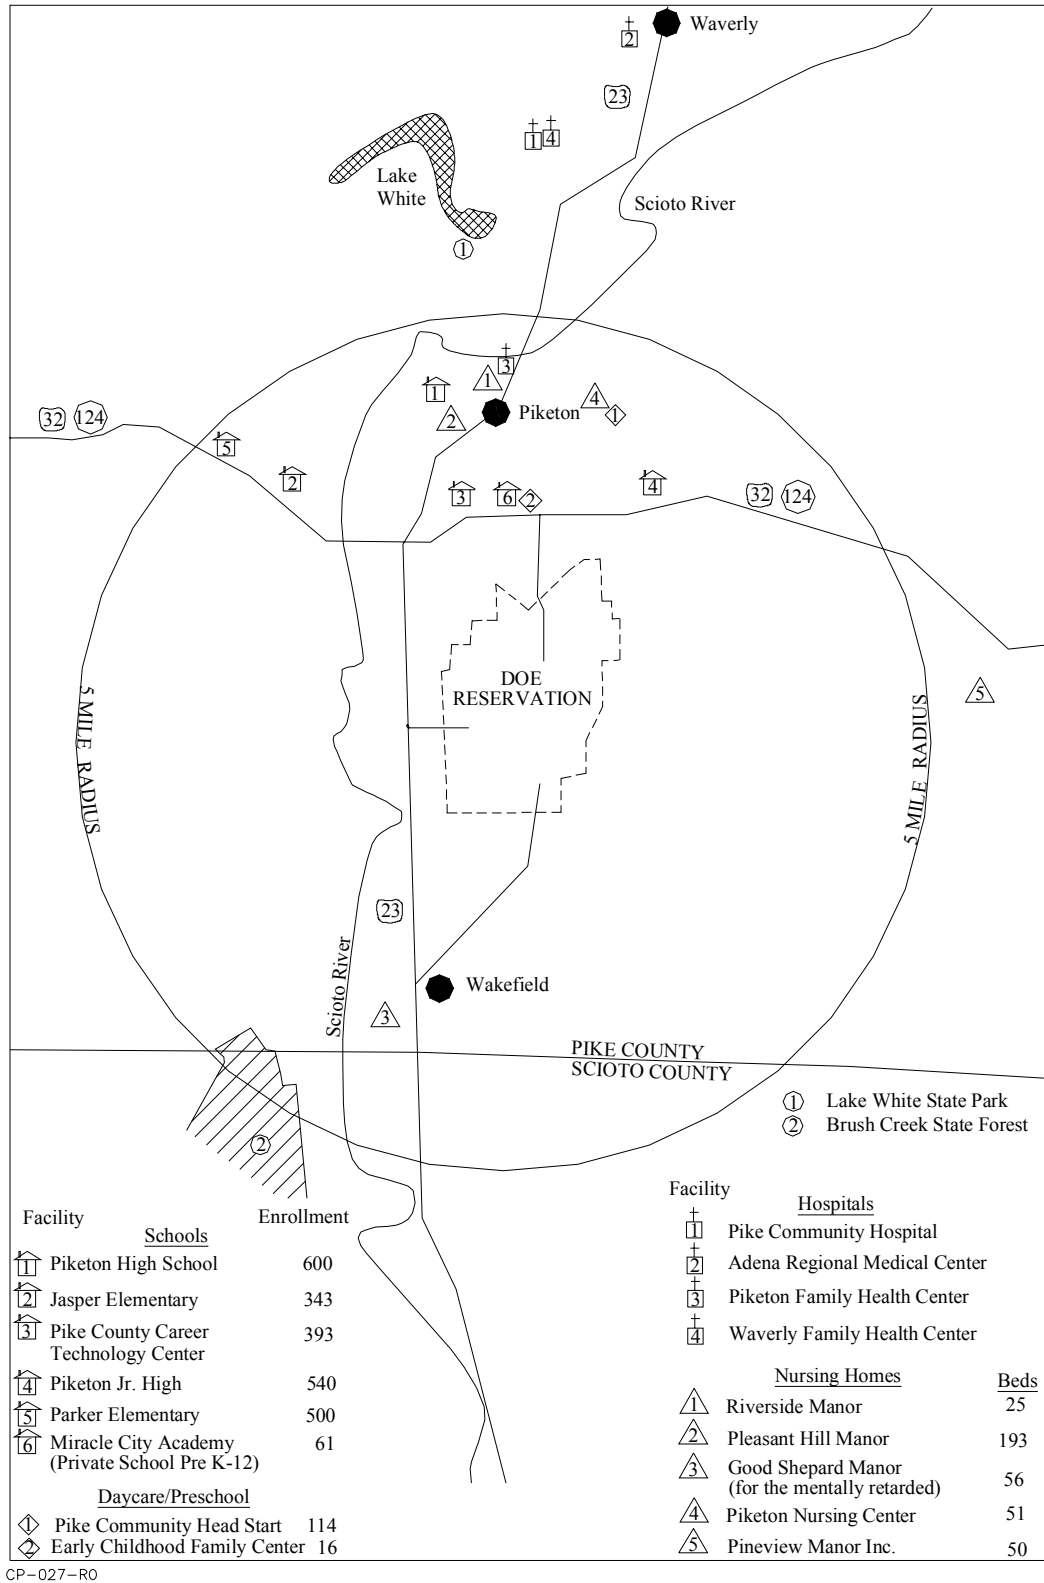 Waverly
2
23
1 4
Lake
White
Scioto River
1
3
1
1
4
32 124
2
Piketon
1
5
2
3
6
2
4
32 124
DOE
RESERVATION
5
5 MILE RADIUS
5 MILE RADIUS
23
Scioto River
Wakefield
3
PIKE COUNTY
SCIOTO COUNTY
1 Lake White State Park
2 Brush Creek State Forest
2
Facility Enrollment
Schools
1 Piketon High School 600
2 Jasper Elementary 343
3 Pike County Career 393
Technology Center
4 Piketon Jr. High 540
5 Parker Elementary 500
6 Miracle City Academy 61
(Private School Pre K-12)
Daycare/Preschool
1 Pike Community Head Start 114
2 Early Childhood Family Center 16
Facility
Hospitals
1 Pike Community Hospital
2 Adena Regional Medical Center
3 Piketon Family Health Center
4 Waverly Family Health Center
Nursing Homes Beds
1 Riverside Manor 25
2 Pleasant Hill Manor 193
3 Good Shepard Manor 56
(for the mentally retarded)
4 Piketon Nursing Center 51
5 Pineview Manor Inc. 50
CP-027-R0